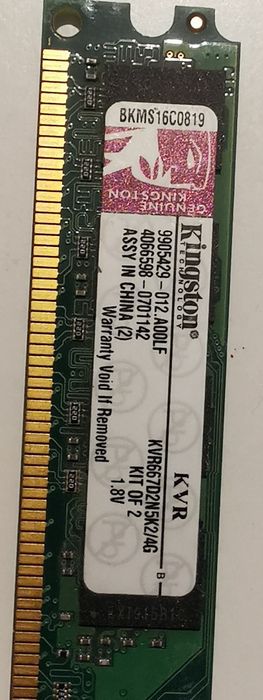 BKMS16C0819
GENUINE
KINGSTON
Kingston
TECHNOLOGY
KVR
9905429-012.A00LF
4066598-0701142
ASSY IN CHINA (2)
Warranty Void If Removed
KVR667D2N5K2/4G
KIT OF 2
1.8V
B